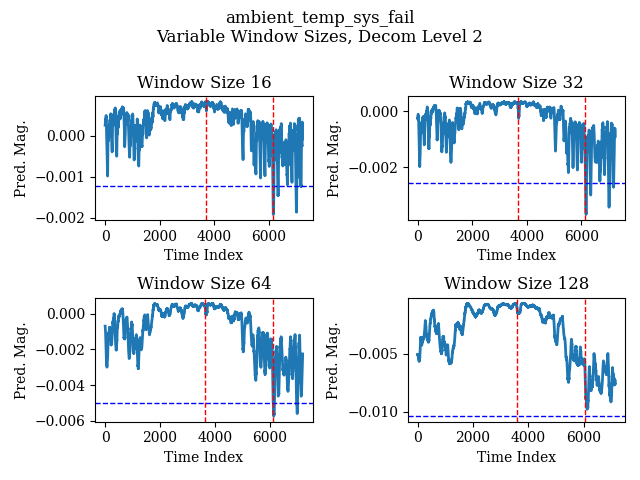 ambient_temp_sys_fail
Variable Window Sizes, Decom Level 2
Window Size 16
Pred. Mag.
0.000
−0.001
−0.002
0 2000 4000 6000
Time Index
Window Size 32
Pred. Mag.
0.000
−0.002
0 2000 4000 6000
Time Index
Window Size 64
Pred. Mag.
0.000
−0.002
−0.004
−0.006
0 2000 4000 6000
Time Index
Window Size 128
Pred. Mag.
−0.005
−0.010
0 2000 4000 6000
Time Index